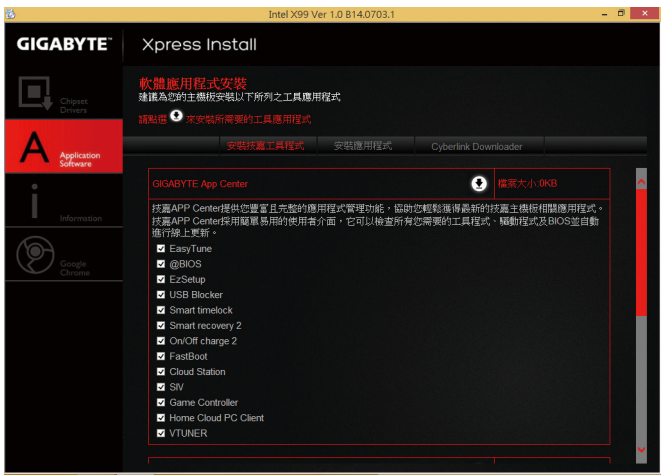 Intel X99 Ver 1.0 B14.0703.1
GIGABYTE™
Xpress Install
Chipset
Drivers
Application
Software
Information
Google
Chrome
軟體應用程式安裝
建議為您的主機板安裝以下所列之工具應用程式
請點選 來安裝所需要的工具應用程式
安裝技嘉工具程式 安裝應用程式 Cyberlink Downloader
GIGABYTE App Center 檔案大小:0KB
技嘉APP Center提供您豐富且完整的應用程式管理功能，協助您輕鬆獲得最新的技嘉主機板相關應用程式。
技嘉APP Center採用簡單易用的使用者介面，它可以檢查所有您需要的工具程式、驅動程式及BIOS並自動
進行線上更新。
EasyTune
@BIOS
EzSetup
USB Blocker
Smart timelock
Smart recovery 2
On/Off charge 2
FastBoot
Cloud Station
SIV
Game Controller
Home Cloud PC Client
VTUNER